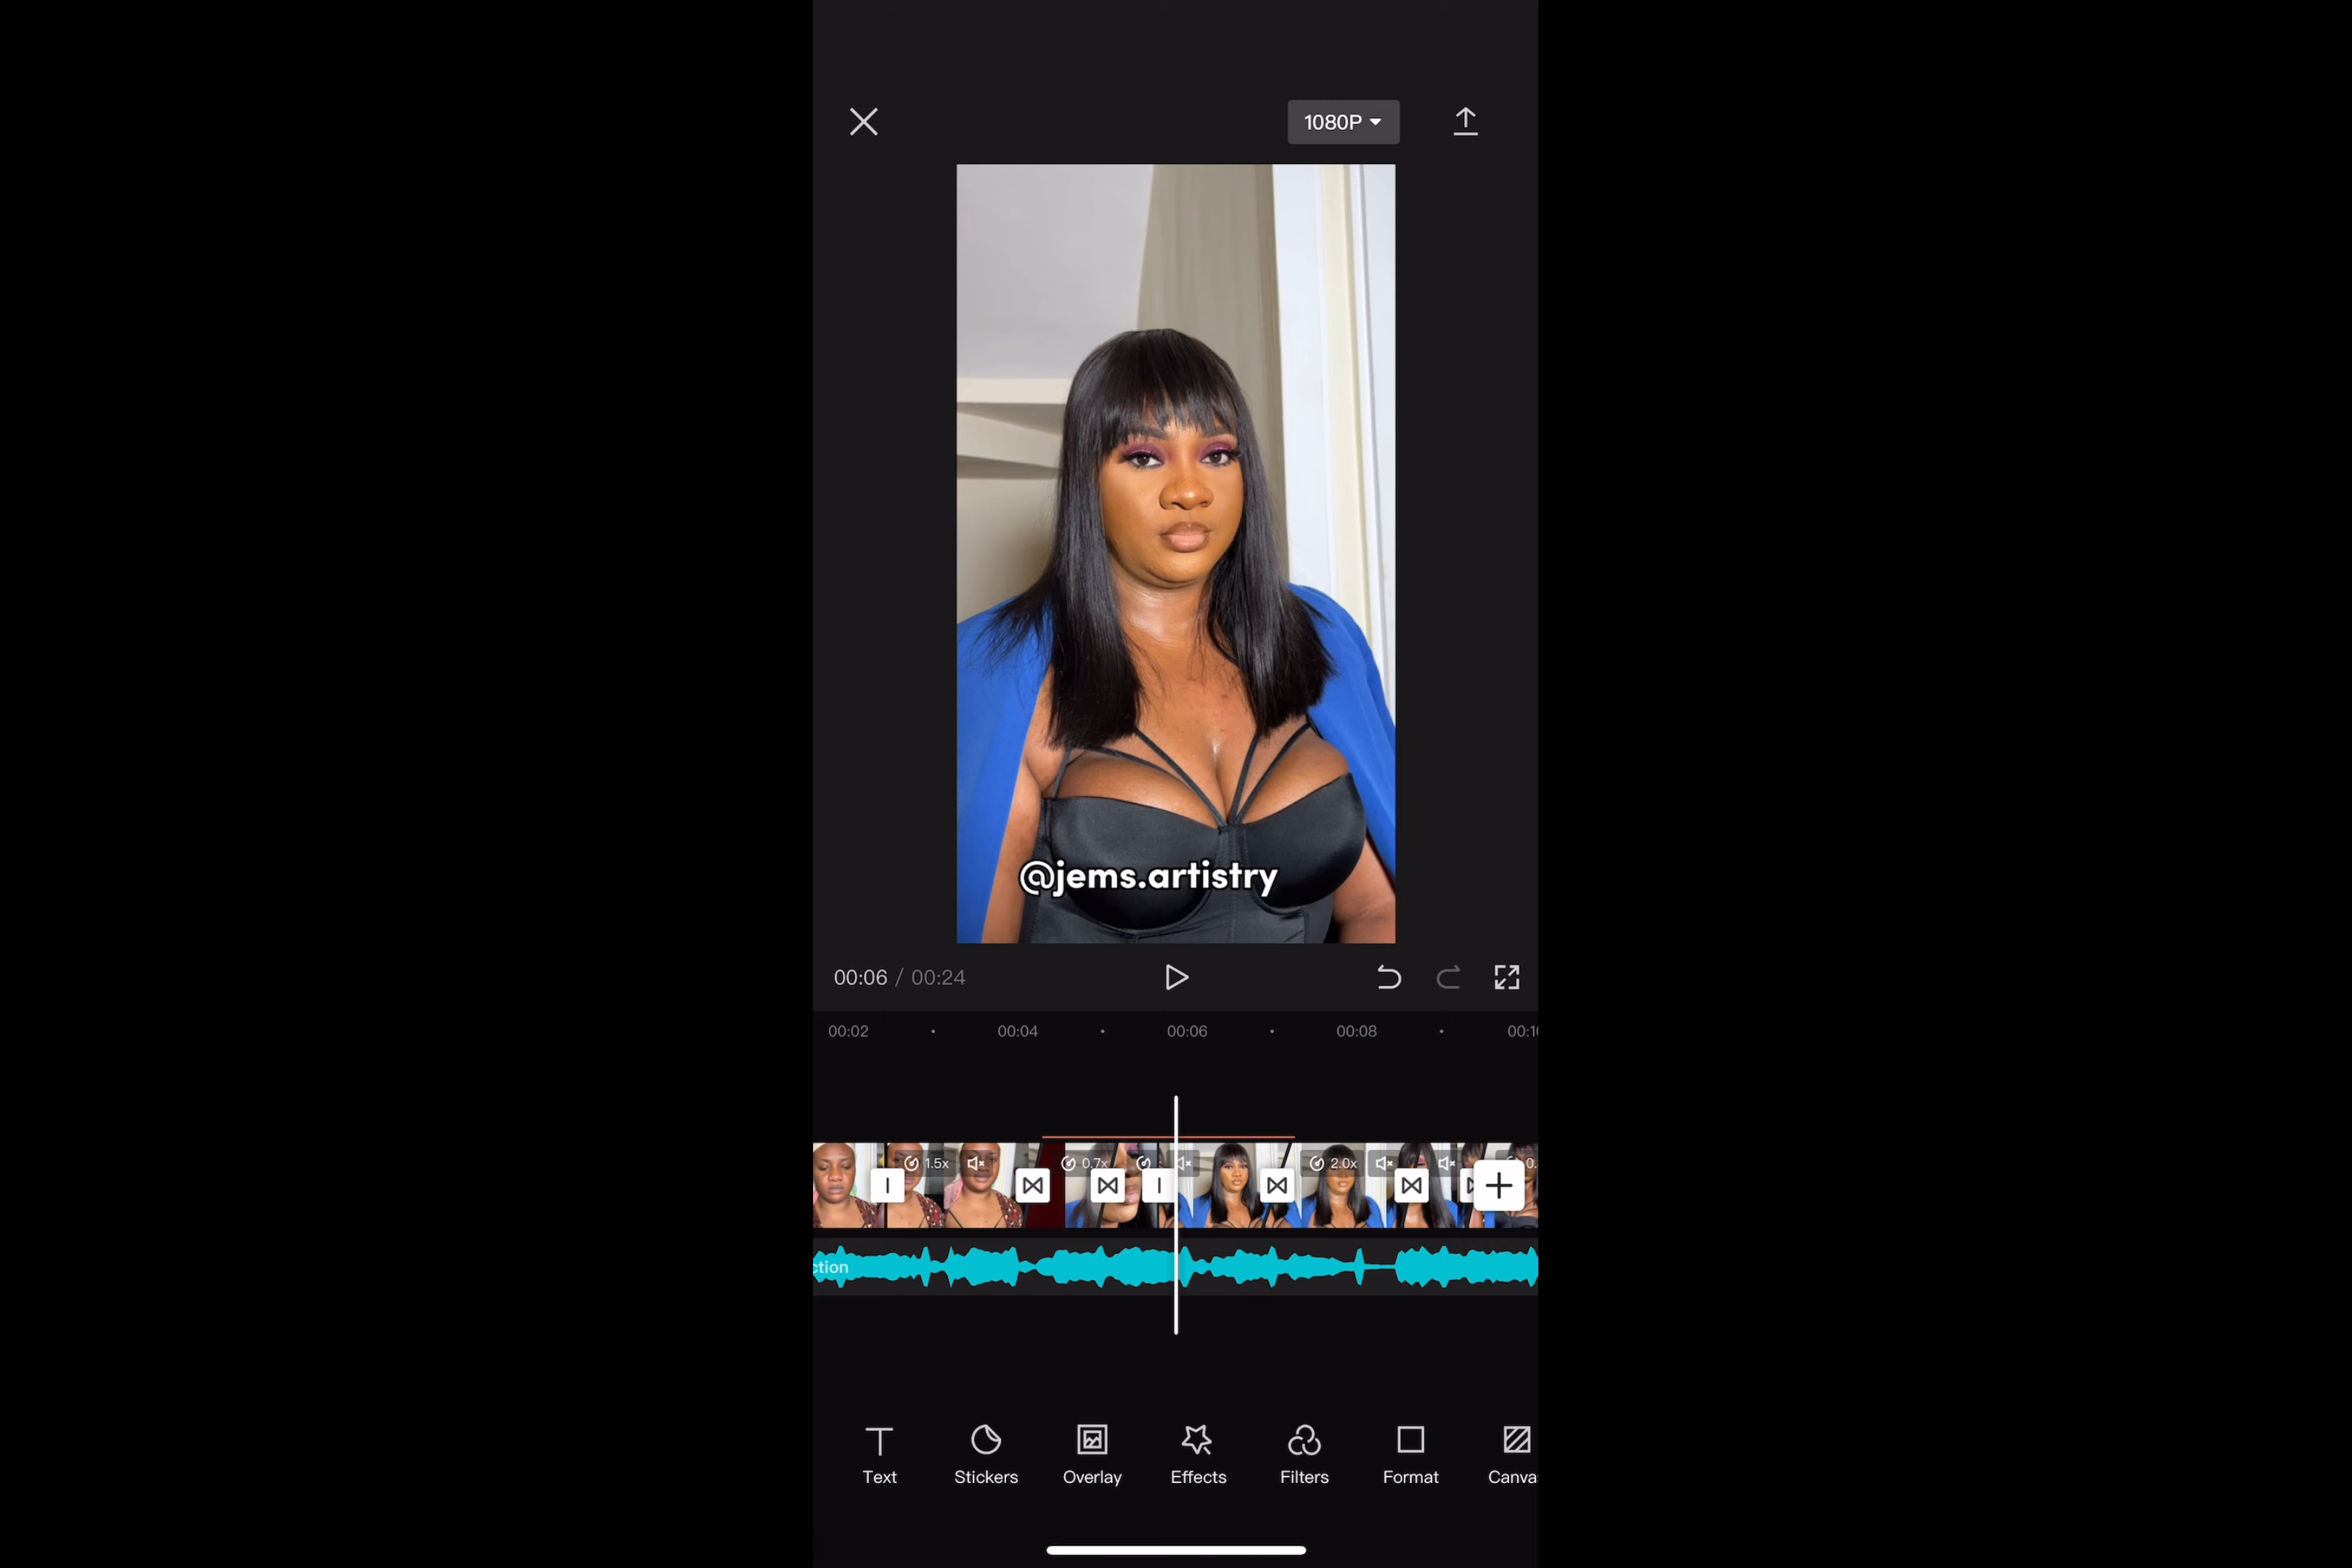 1080P
@jems.artistry
00:06 / 00:24
00:02 00:04 00:06 00:08
1.5x 0.7x 2.0x
ction
Text Stickers Overlay Effects Filters Format Canva